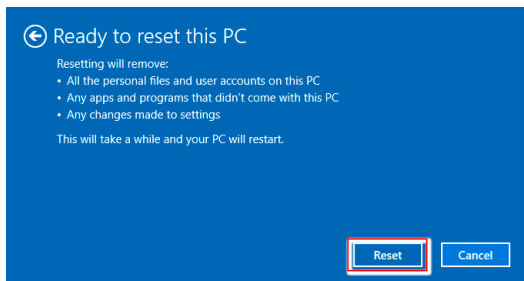 Ready to reset this PC
Resetting will remove:
• All the personal files and user accounts on this PC
• Any apps and programs that didn't come with this PC
• Any changes made to settings
This will take a while and your PC will restart.
Reset Cancel